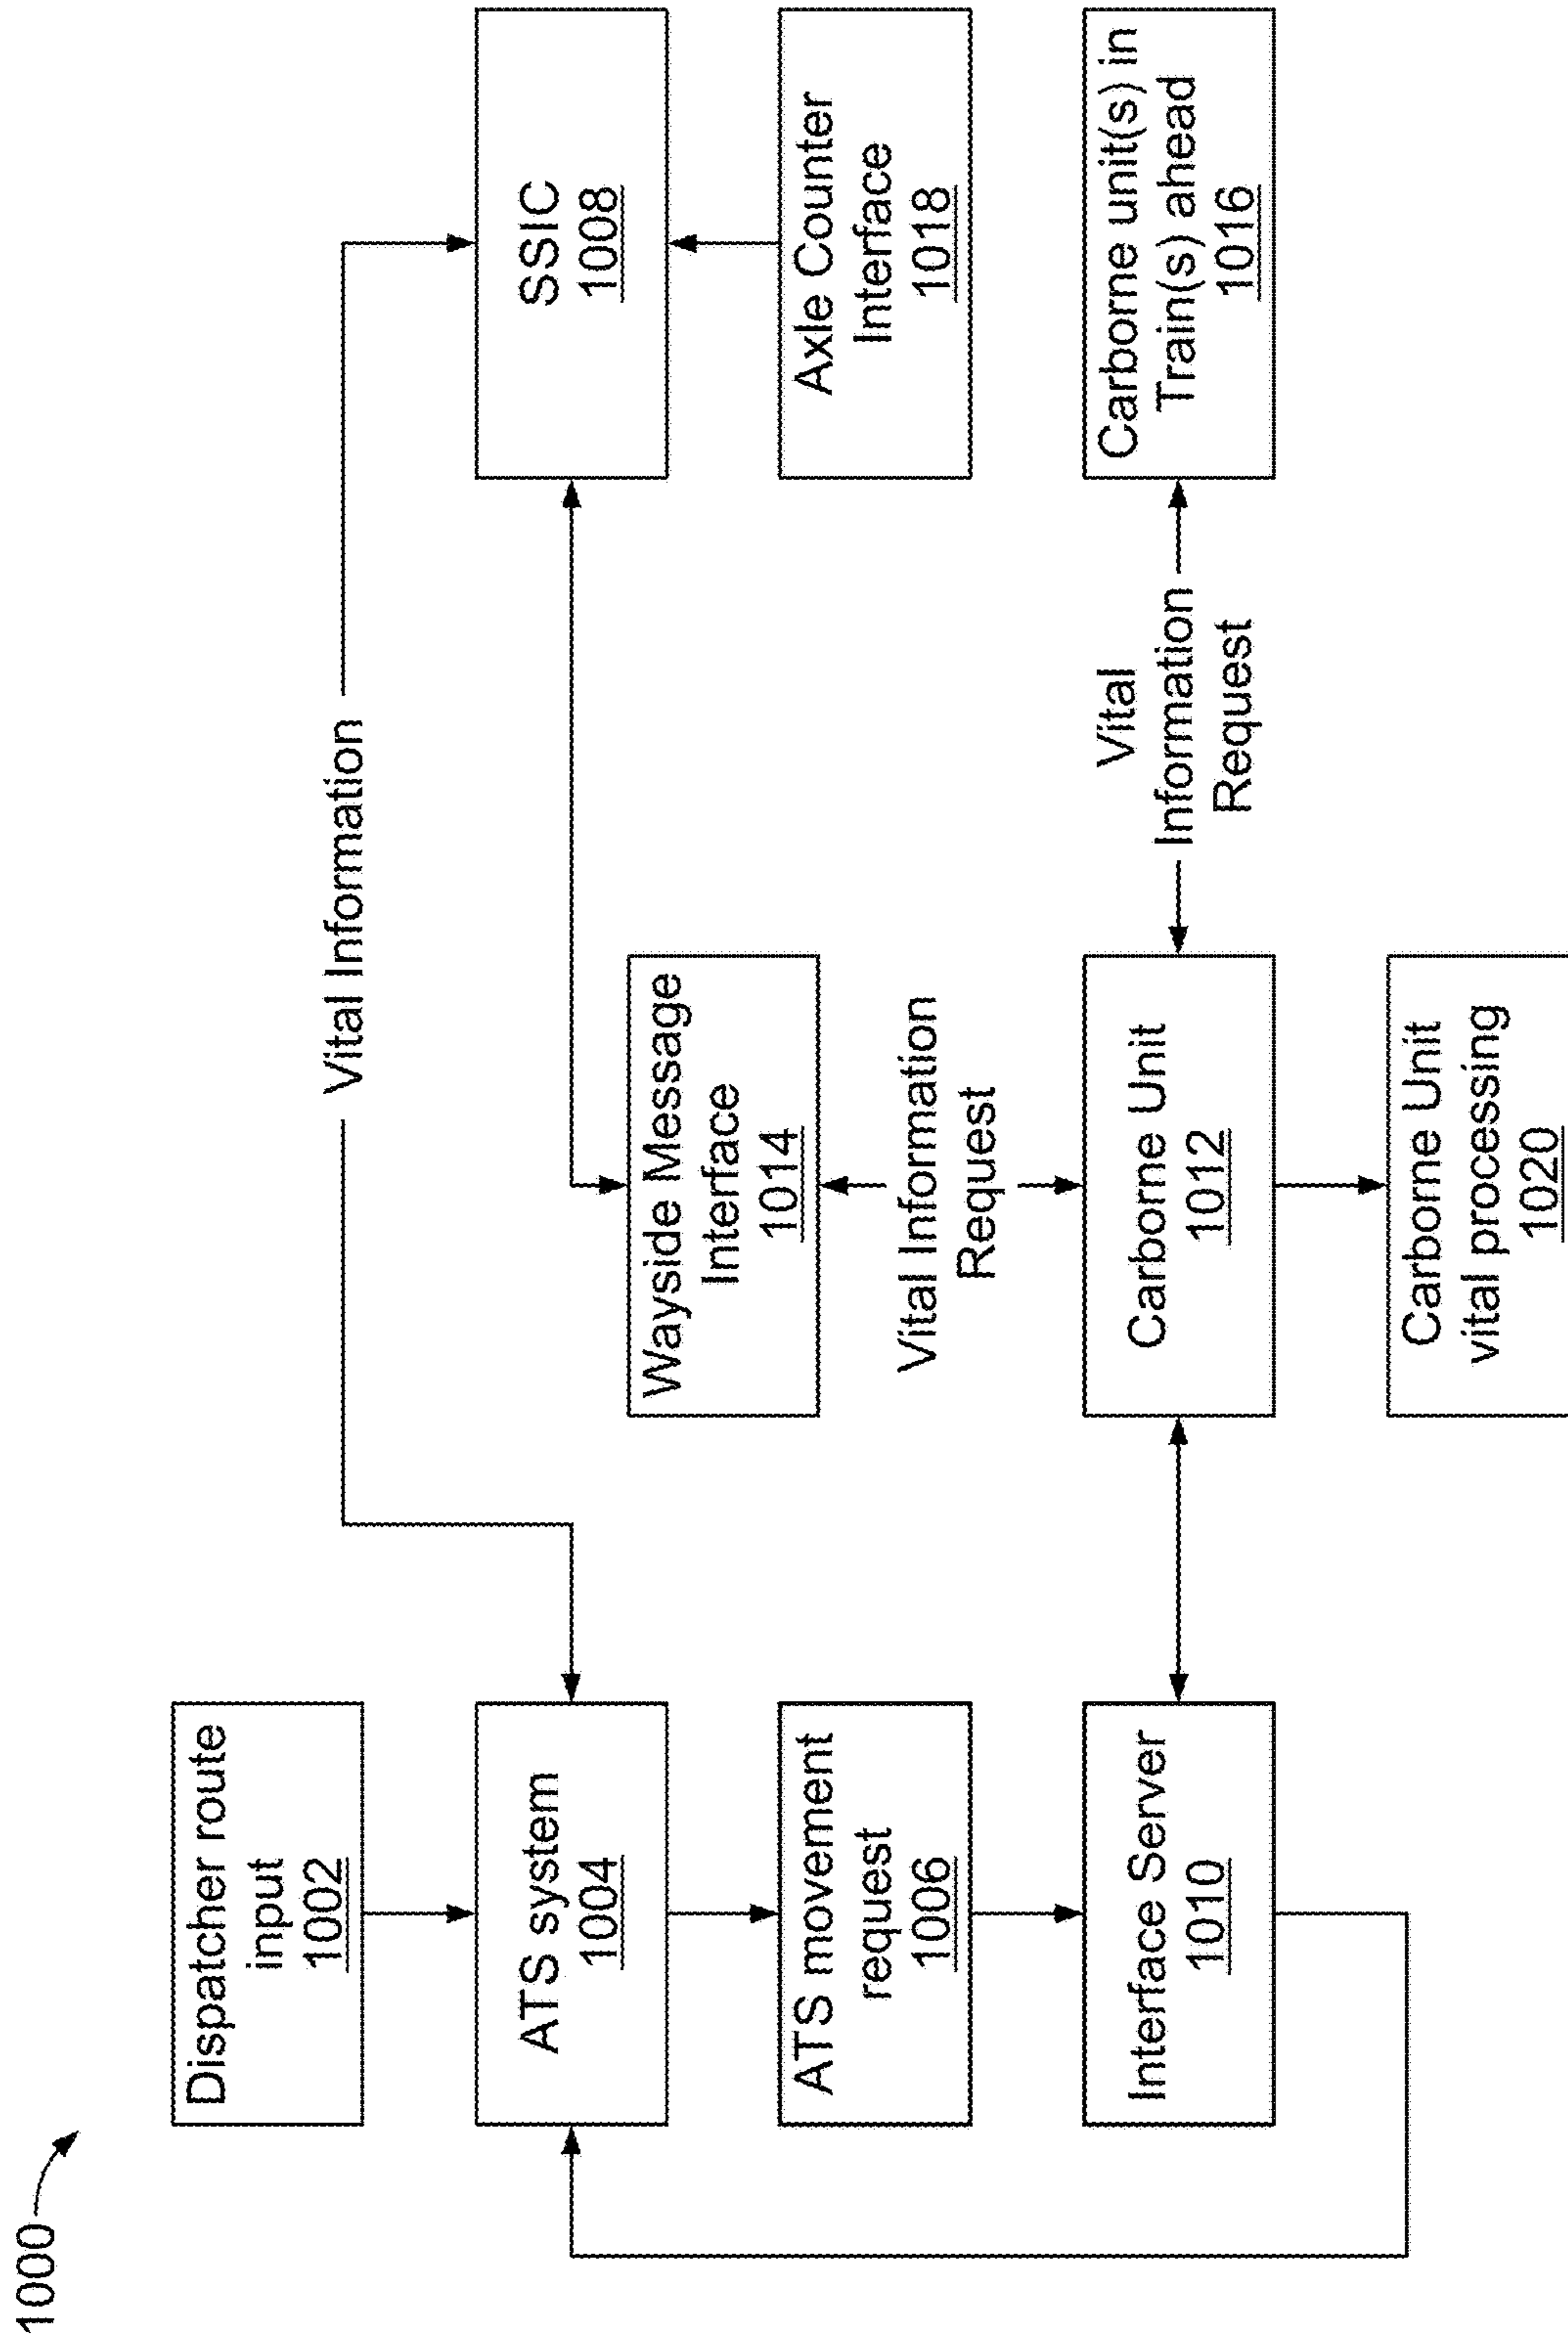 1000
Dispatcher route
input
1002
Vital Information
ATS system
1004
SSIC
1008
Wayside Message
Interface
1014
ATS movement
request
1006
Axle Counter
Interface
1018
Vital Information
Request
Interface Server
1010
Carborne Unit
1012
Vital
Information
Request
Carborne unit(s) in
Train(s) ahead
1016
Carborne Unit
vital processing
1020